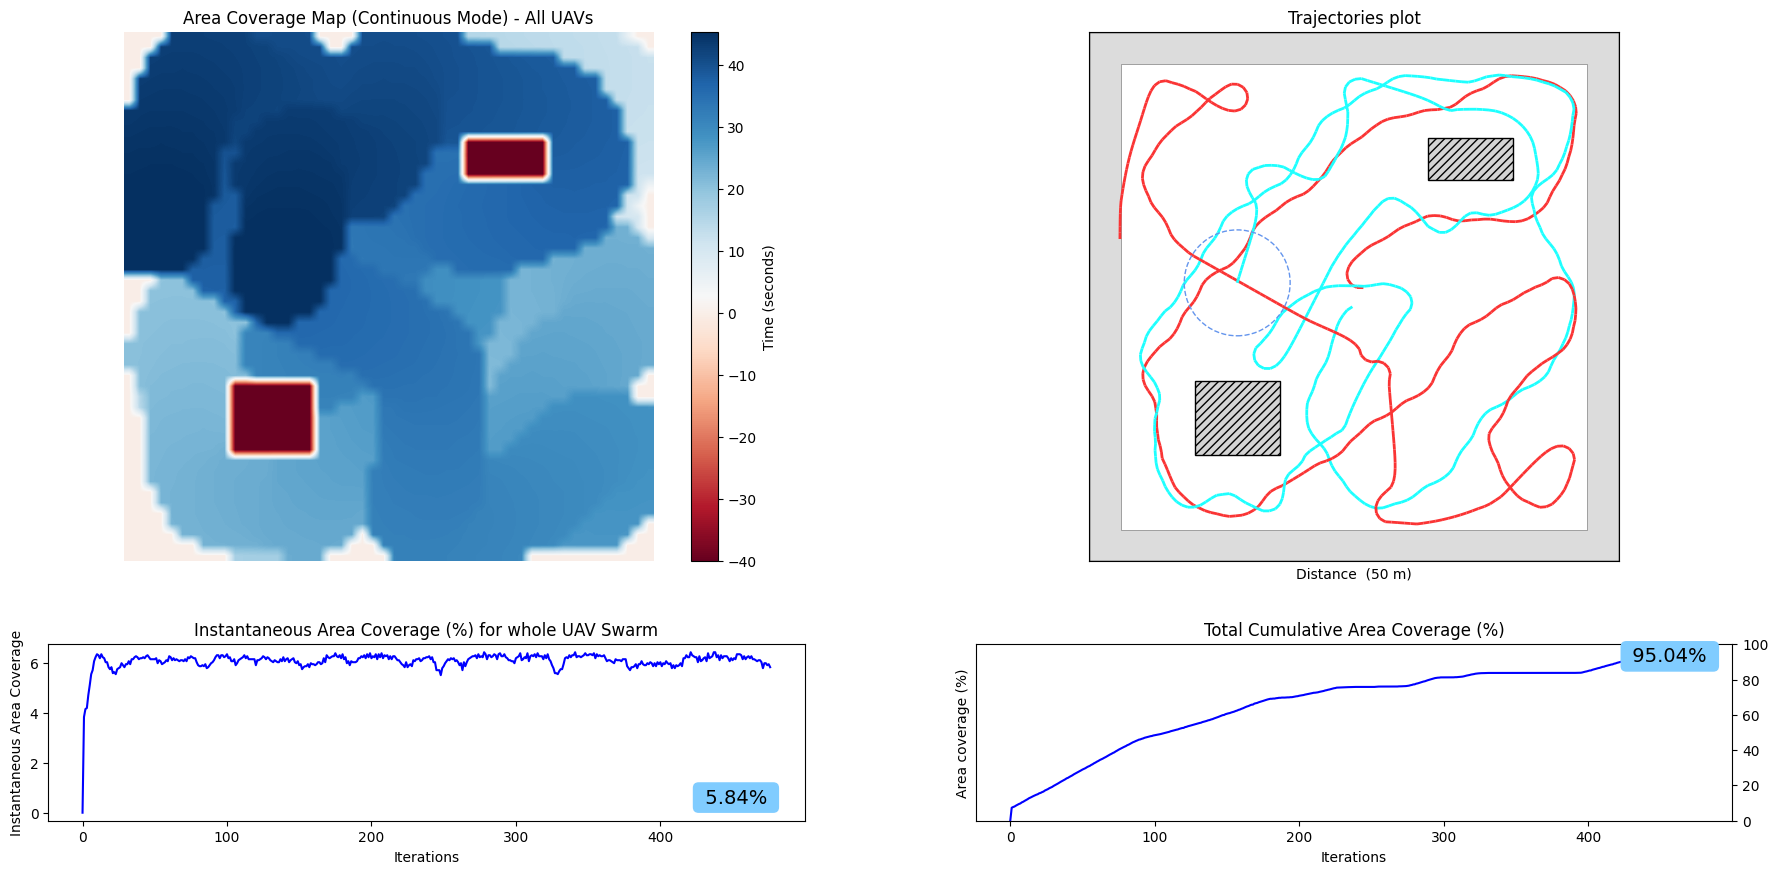 Area Coverage Map (Continuous Mode) - All UAVs
40
30
20
10
0
−10
−20
−30
−40
Time (seconds)
Trajectories plot
Distance  (50 m)
Instantaneous Area Coverage (%) for whole UAV Swarm
Instantaneous Area Coverage
6
4
2
0
5.84%
0 100 200 300 400
Iterations
Total Cumulative Area Coverage (%)
Area coverage (%)
95.04%
100
80
60
40
20
0
0 100 200 300 400
Iterations